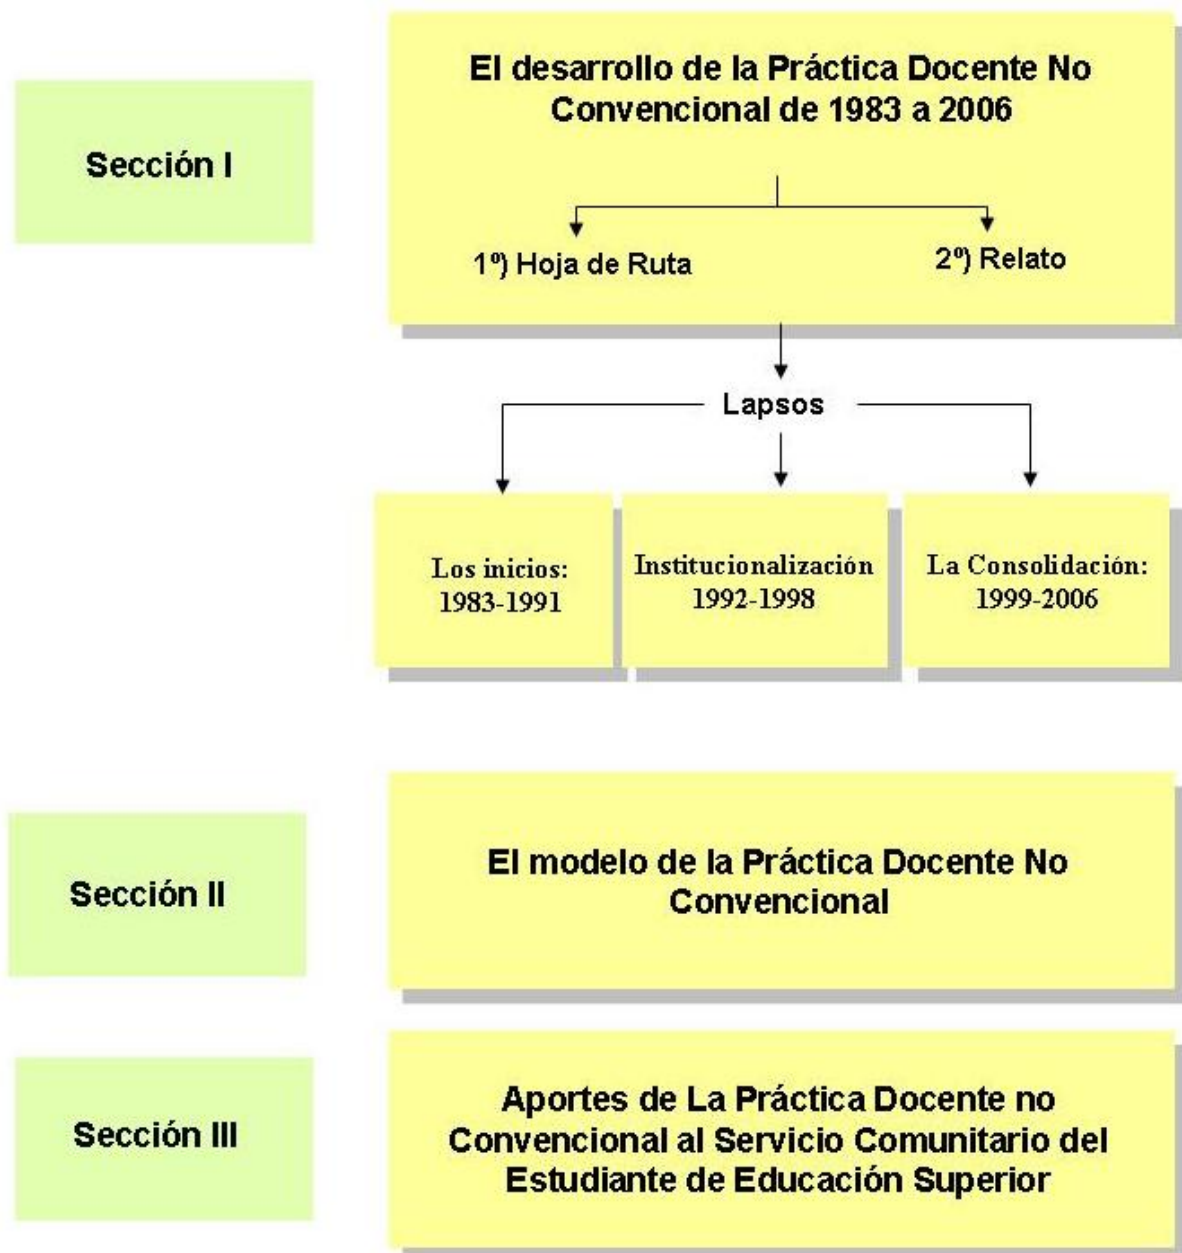 Sección I
El desarrollo de la Práctica Docente No
Convencional de 1983 a 2006
1º) Hoja de Ruta
2º) Relato
Lapsos
Los inicios:
1983-1991
Institucionalización
1992-1998
La Consolidación:
1999-2006
Sección II
El modelo de la Práctica Docente No
Convencional
Sección III
Aportes de La Práctica Docente no
Convencional al Servicio Comunitario del
Estudiante de Educación Superior